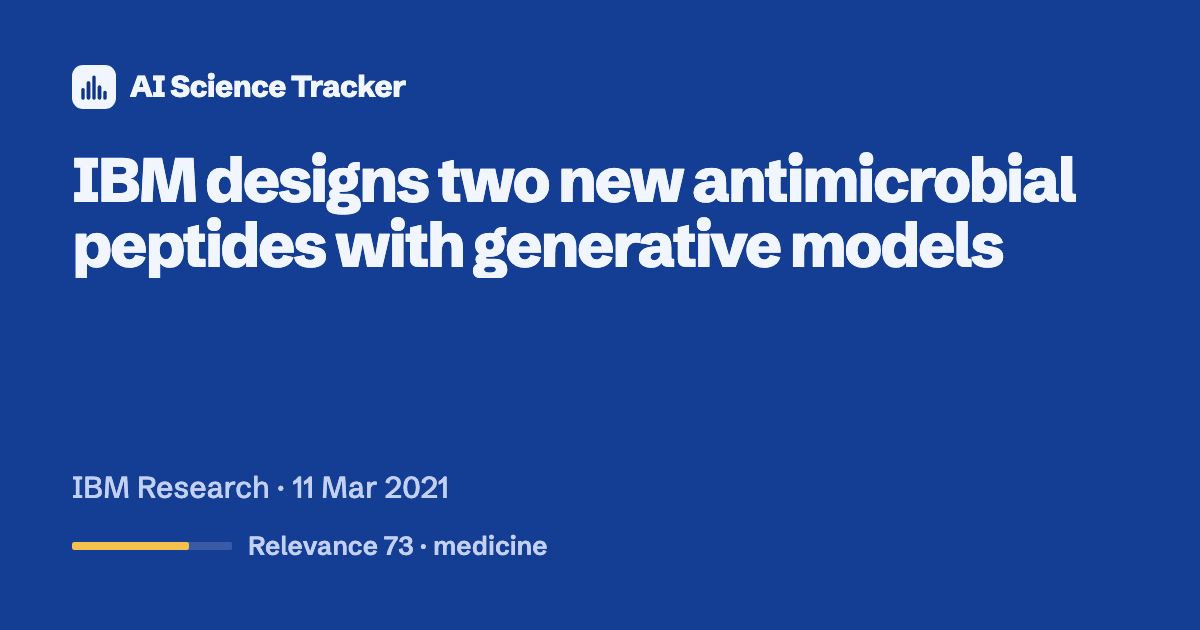 AI Science Tracker
IBM designs two new antimicrobial
peptides with generative models
IBM Research · 11 Mar 2021
Relevance 73 · medicine